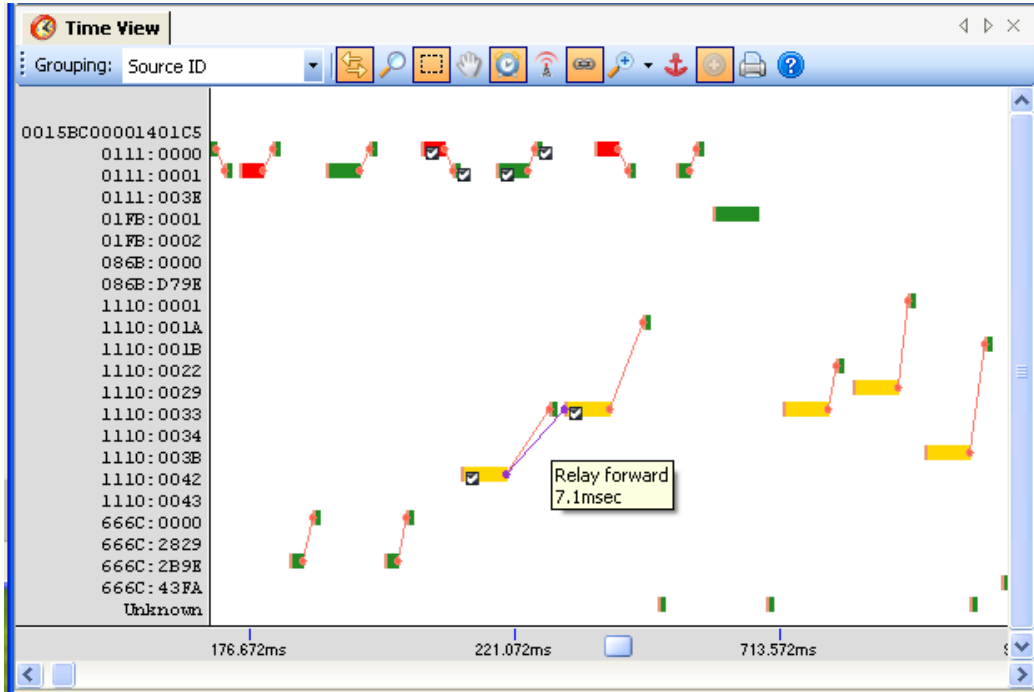 Time View
Grouping: Source ID
0015BC00001401C5
0111:0000
0111:0001
0111:003E
01FB:0001
01FB:0002
086B:0000
086B:D79E
1110:0001
1110:001A
1110:001B
1110:0022
1110:0029
1110:0033
1110:0034
1110:003B
1110:0042
1110:0043
666C:0000
666C:2829
666C:2B9E
666C:43FA
Unknown
Relay forward
7.1msec
176.672ms 221.072ms 713.572ms